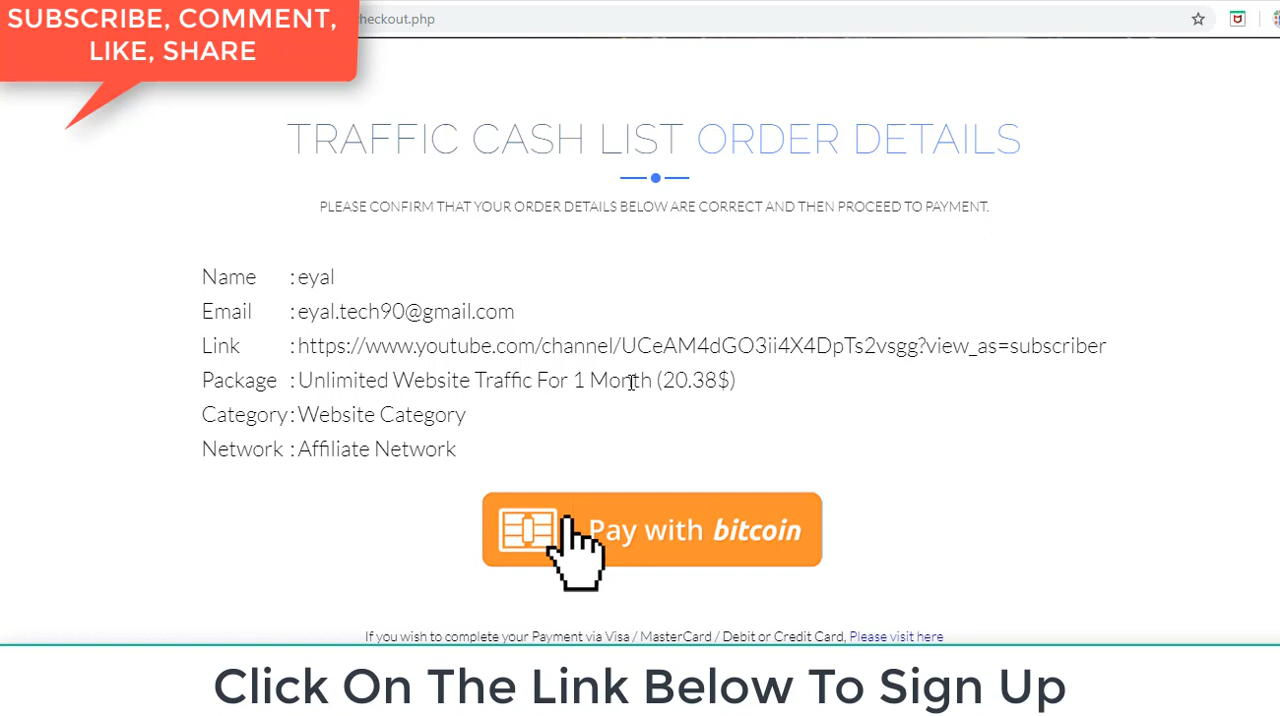 SUBSCRIBE, COMMENT,
LIKE, SHARE
heckout.php
TRAFFIC CASH LIST ORDER DETAILS
PLEASE CONFIRM THAT YOUR ORDER DETAILS BELOW ARE CORRECT AND THEN PROCEED TO PAYMENT.
Name : eyal
Email : eyal.tech90@gmail.com
Link : https://www.youtube.com/channel/UCeAM4dGO3ii4X4DpTs2vsgg?view_as=subscriber
Package : Unlimited Website Traffic For 1 Month (20.38$)
Category : Website Category
Network : Affiliate Network
Pay with bitcoin
If you wish to complete your Payment via Visa / MasterCard / Debit or Credit Card, Please visit here
Click On The Link Below To Sign Up